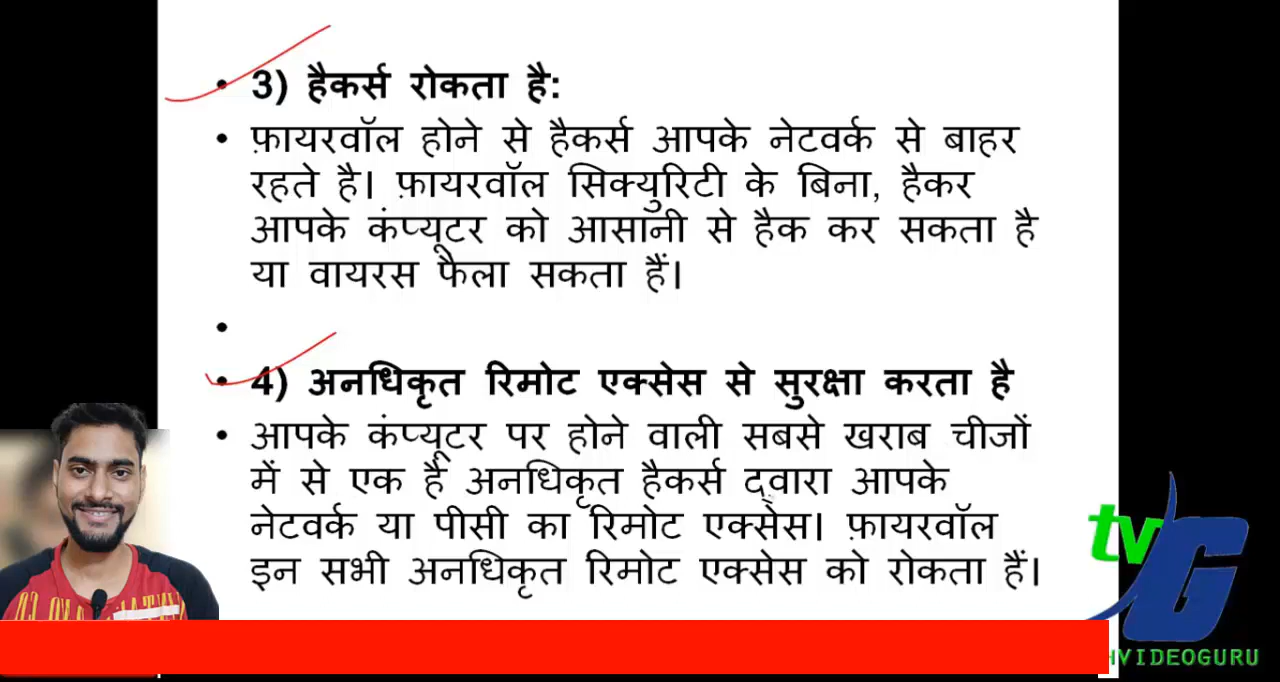 • 3) हैकर्स रोकता है:
• फ़ायरवॉल होने से हैकर्स आपके नेटवर्क से बाहर
रहते है। फ़ायरवॉल सिक्युरिटी के बिना, हैकर
आपके कंप्यूटर को आसानी से हैक कर सकता है
या वायरस फैला सकता हैं।
•
• 4) अनधिकृत रिमोट एक्सेस से सुरक्षा करता है
• आपके कंप्यूटर पर होने वाली सबसे खराब चीजों
में से एक है अनधिकृत हैकर्स द्वारा आपके
नेटवर्क या पीसी का रिमोट एक्सेस। फ़ायरवॉल
इन सभी अनधिकृत रिमोट एक्सेस को रोकता हैं।
tv G
HVIDEOGURU